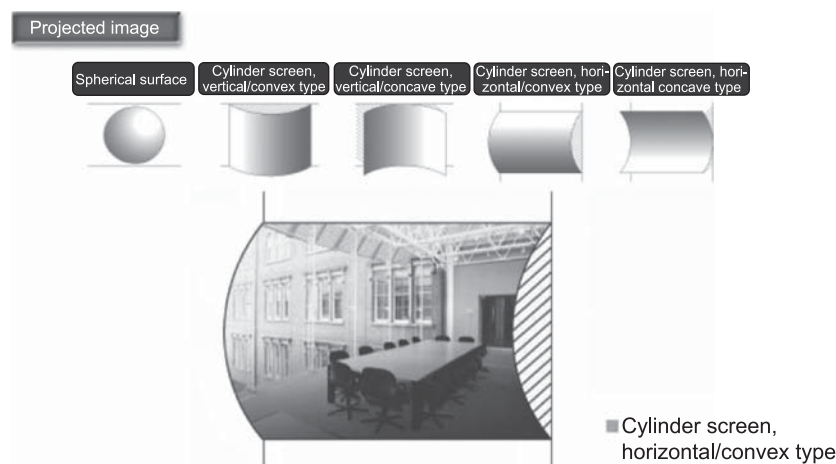 Projected image
Spherical surface
Cylinder screen,
vertical/convex type
Cylinder screen,
vertical/concave type
Cylinder screen, hori-
zontal/convex type
Cylinder screen, hori-
zontal concave type
Cylinder screen,
horizontal/convex type